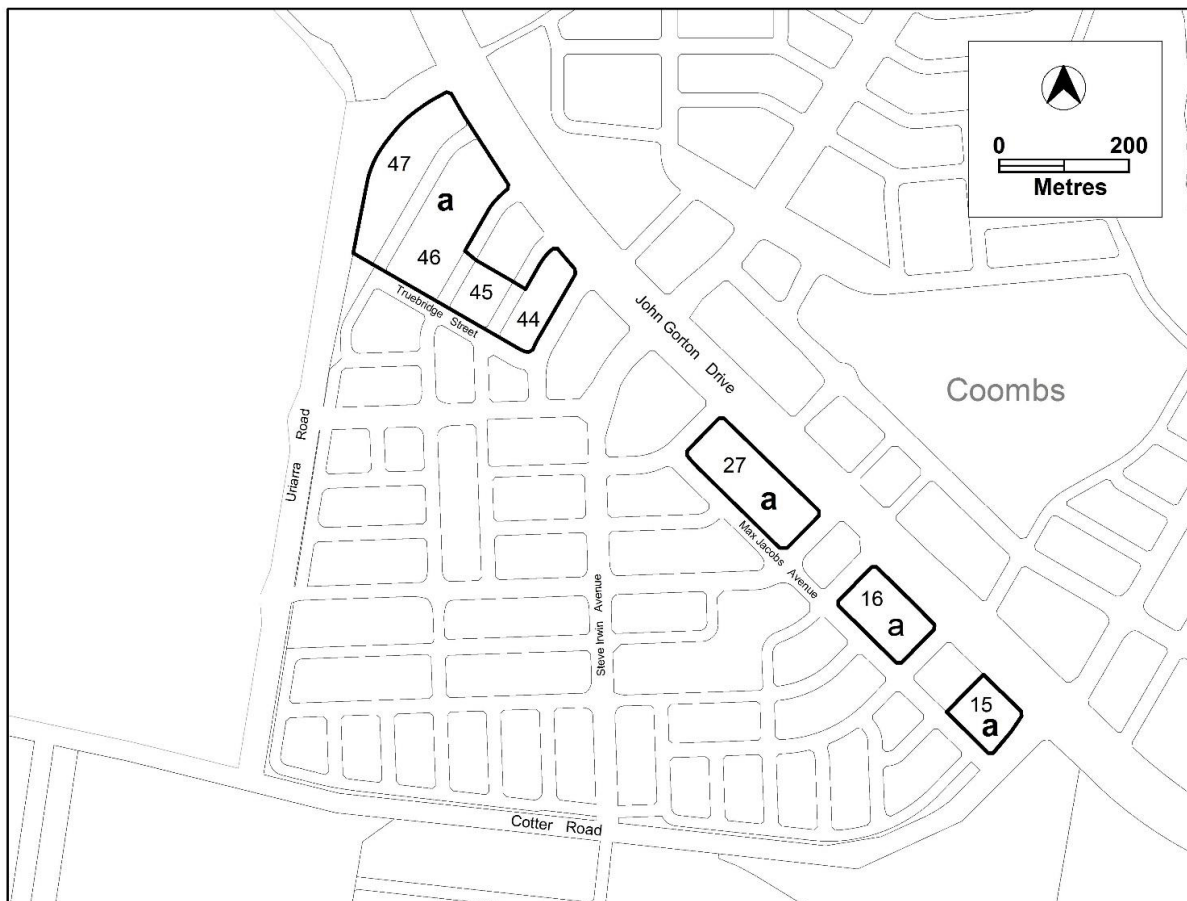 0 200
Metres
47
a
46
45
44
Truebridge Street
John Gorton Drive
Coombs
Uriarra Road
27
a
Max Jacobs Avenue
16
a
Steve Irwin Avenue
15
a
Cotter Road